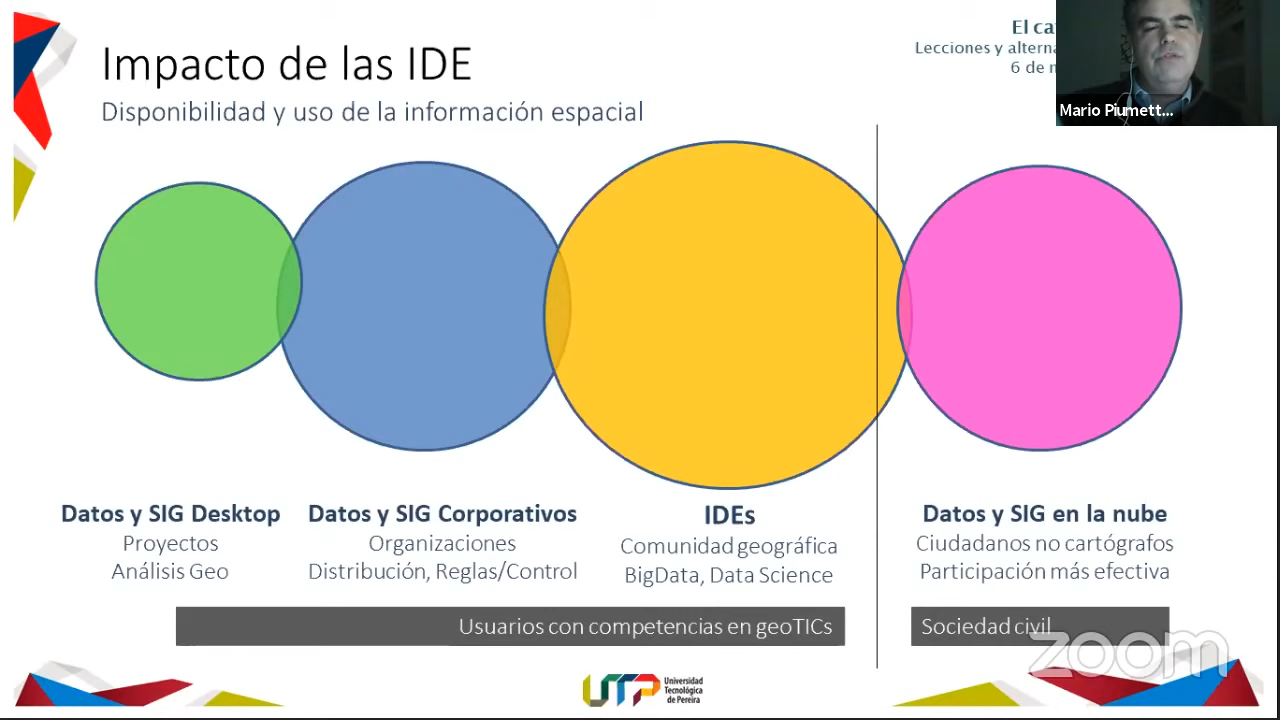 Impacto de las IDE
Disponibilidad y uso de la información espacial
El
Lecciones y
6 de
Mario Piumett...
Datos y SIG Desktop
Proyectos
Análisis Geo
Datos y SIG Corporativos
Organizaciones
Distribución, Reglas/Control
IDEs
Comunidad geográfica
BigData, Data Science
Datos y SIG en la nube
Ciudadanos no cartógrafos
Participación más efectiva
Usuarios con competencias en geoTICs
Sociedad civil
zoom
UTP
Universidad
Tecnológica
de Pereira